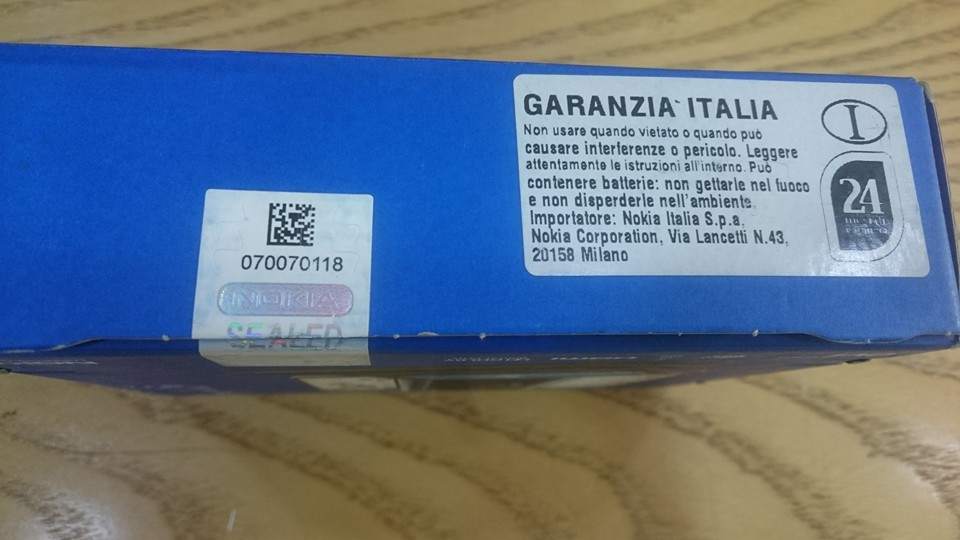 GARANZIA ITALIA
Non usare quando vietato o quando può
causare interferenze o pericolo. Leggere
attentamente le istruzioni all'interno. Può
contenere batterie: non gettarle nel fuoco
e non disperderle nell'ambiente.
Importatore: Nokia Italia S.p.a.
Nokia Corporation, Via Lancetti N.43,
20158 Milano
I
24
070070118
NOKIA
SEALED